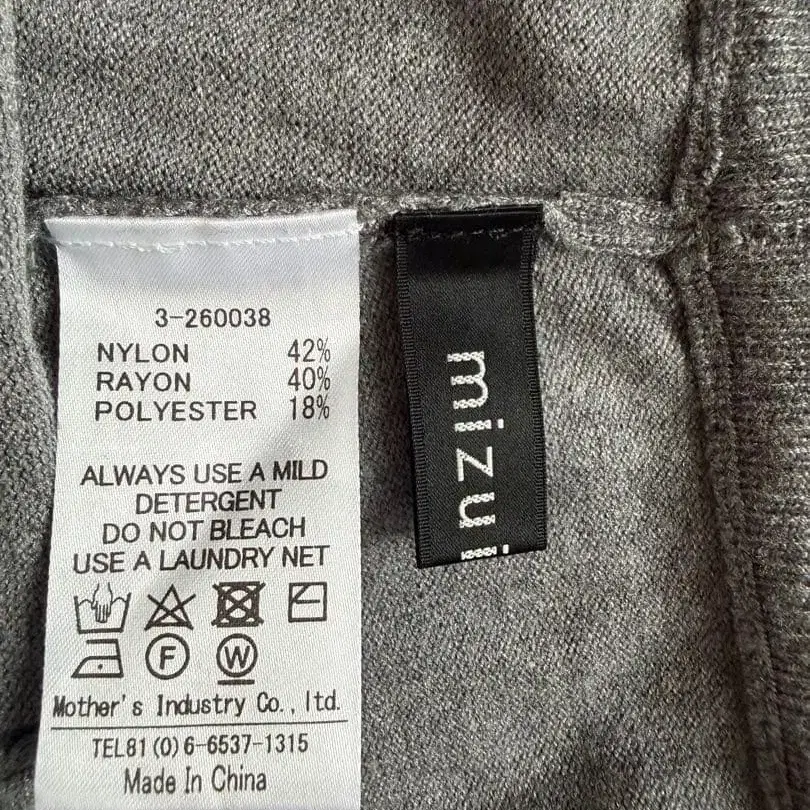 3-260038
NYLON 42%
RAYON 40%
POLYESTER 18%
ALWAYS USE A MILD
DETERGENT
DO NOT BLEACH
USE A LAUNDRY NET
F W
Mother's Industry Co., ltd.
TEL81(0)6-6537-1315
Made In China
mizui